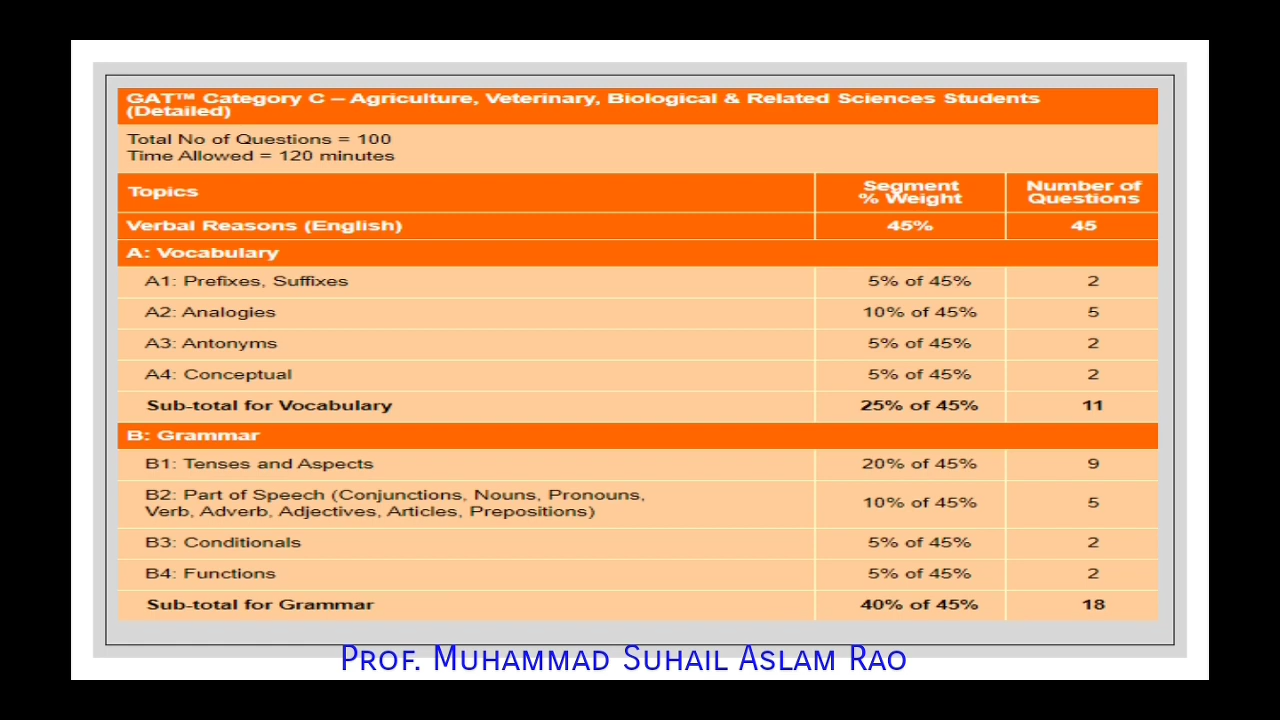 GAT™ Category C – Agriculture, Veterinary, Biological & Related Sciences Students
(Detailed)
Total No of Questions = 100
Time Allowed = 120 minutes
Topics Segment % Weight Number of Questions
Verbal Reasons (English) 45% 45
A: Vocabulary
A1: Prefixes, Suffixes 5% of 45% 2
A2: Analogies 10% of 45% 5
A3: Antonyms 5% of 45% 2
A4: Conceptual 5% of 45% 2
Sub-total for Vocabulary 25% of 45% 11
B: Grammar
B1: Tenses and Aspects 20% of 45% 9
B2: Part of Speech (Conjunctions, Nouns, Pronouns,
Verb, Adverb, Adjectives, Articles, Prepositions) 10% of 45% 5
B3: Conditionals 5% of 45% 2
B4: Functions 5% of 45% 2
Sub-total for Grammar 40% of 45% 18
Prof. Muhammad Suhail Aslam Rao